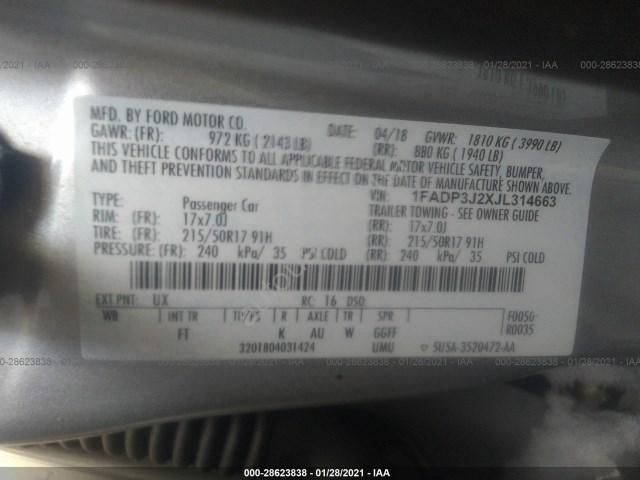 000-28623838 - 01/28/2021 - IAA
MFD. BY FORD MOTOR CO.
DATE: 04/18 GVWR: 1810 KG ( 3990 LB)
GAWR: (FR): 972 KG ( 2143 LB) (RR): 880 KG ( 1940 LB)
THIS VEHICLE CONFORMS TO ALL APPLICABLE FEDERAL MOTOR VEHICLE SAFETY, BUMPER,
AND THEFT PREVENTION STANDARDS IN EFFECT ON THE DATE OF MANUFACTURE SHOWN ABOVE.
VIN: 1FADP3J2XJL314663
TYPE: Passenger Car TRAILER TOWING - SEE OWNER GUIDE
RIM: (FR): 17x7.0J (RR): 17x7.0J
TIRE: (FR): 215/50R17 91H (RR): 215/50R17 91H
PRESSURE: (FR): 240 kPa/ 35 PSI COLD (RR): 240 kPa/ 35 PSI COLD
EXT PNT: UX RC: 16 DSO:
WB INT TR TP/PS R AXLE TR SPR F0050
FT K AU W GGFF R0035
3201804031424 UMU 5U5A-3520472-AA
000-28623838 - 01/28/2021 - IAA